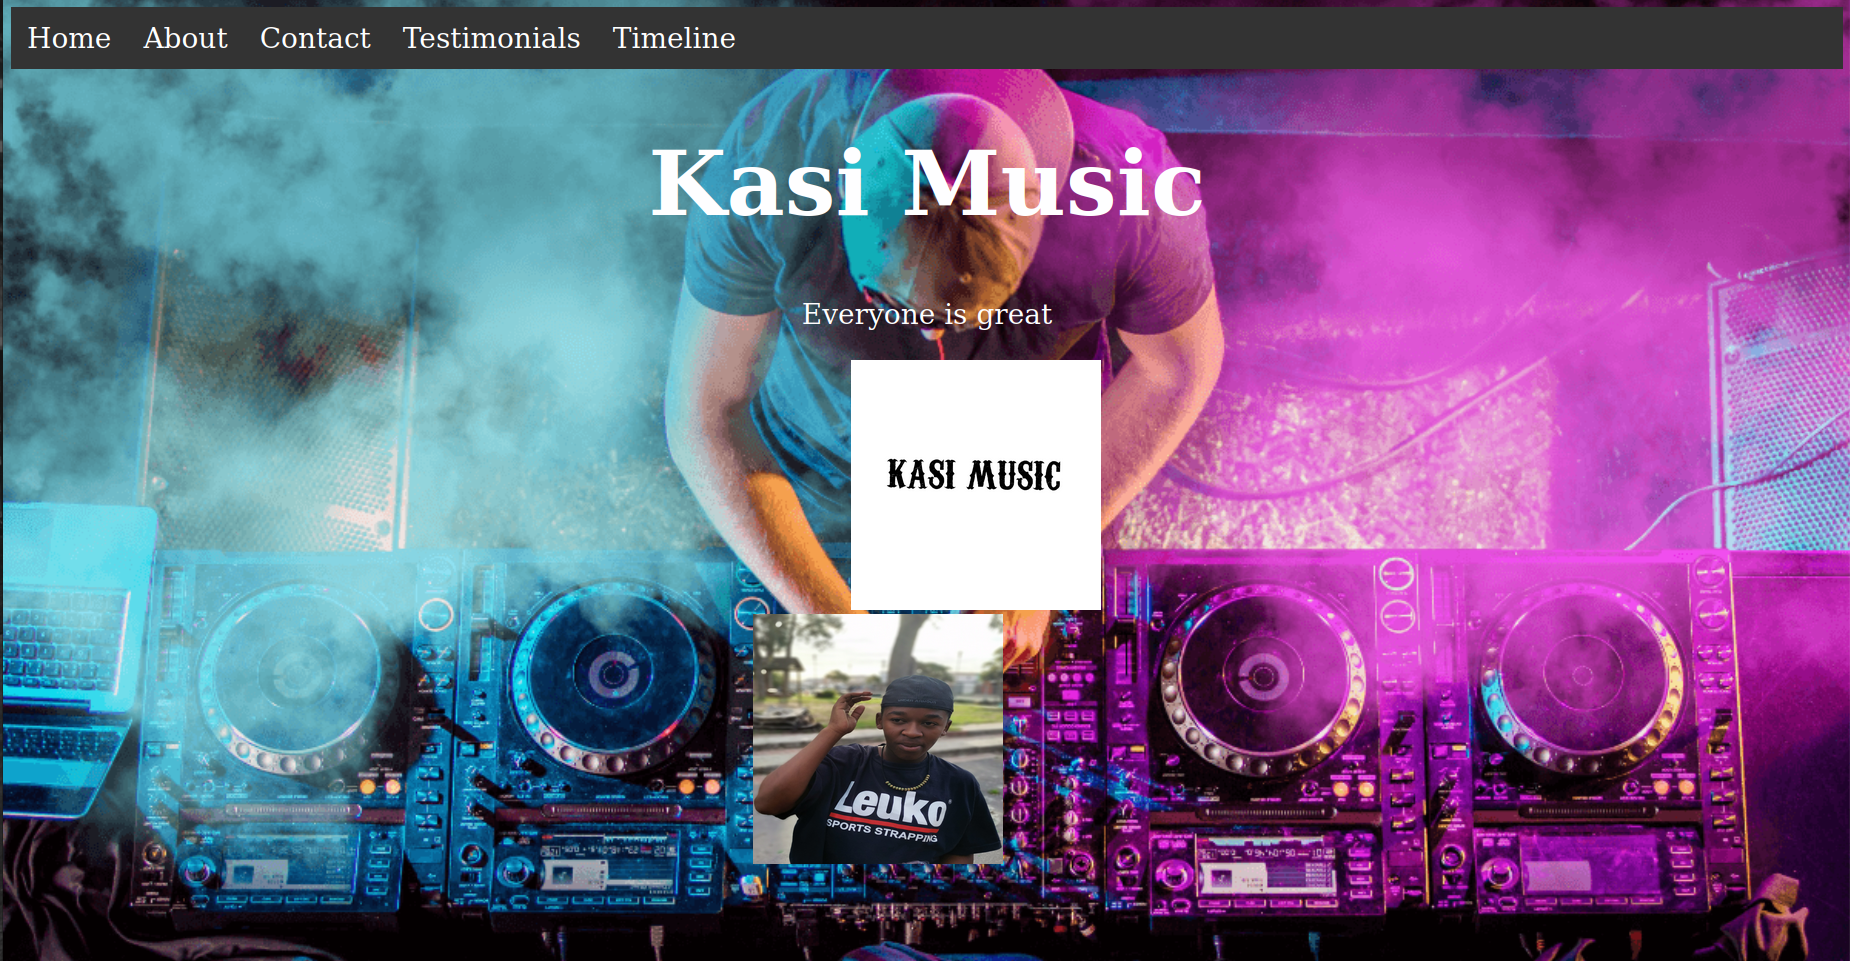 Home About Contact Testimonials Timeline
Kasi Music
Everyone is great
KASI MUSIC
Leuko
SPORTS STRAPPING